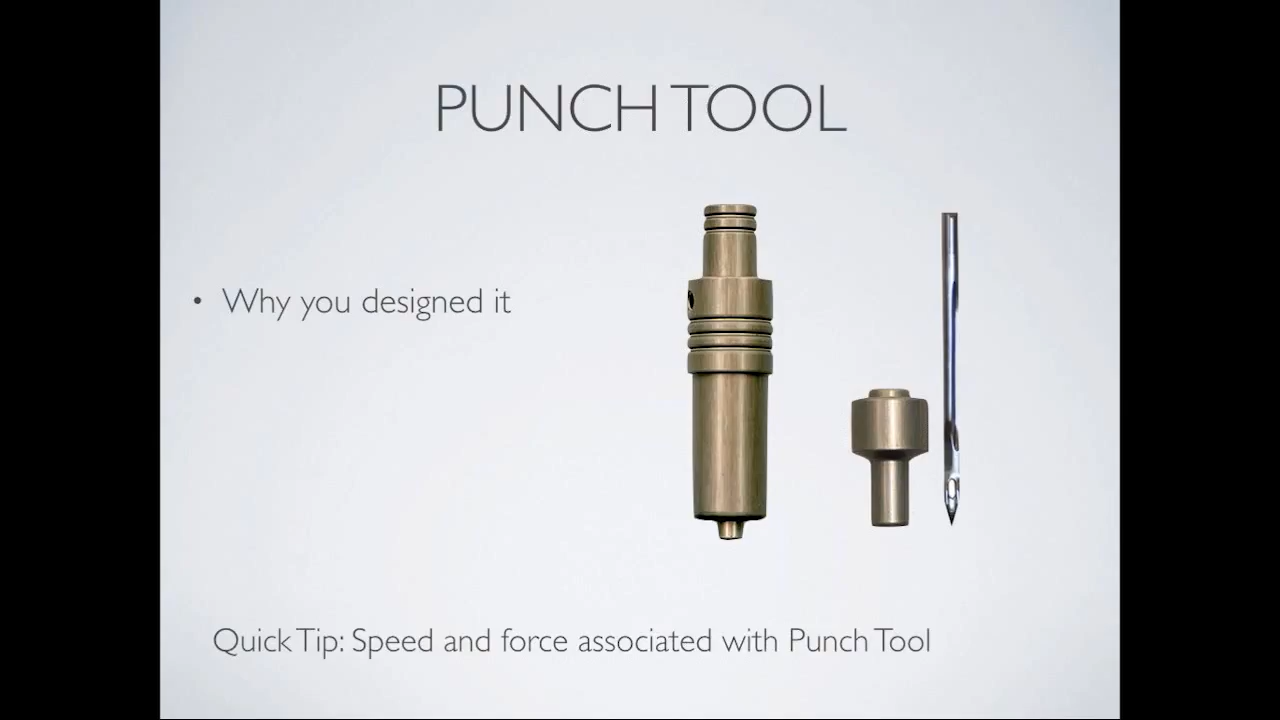 PUNCH TOOL
• Why you designed it
Quick Tip: Speed and force associated with Punch Tool